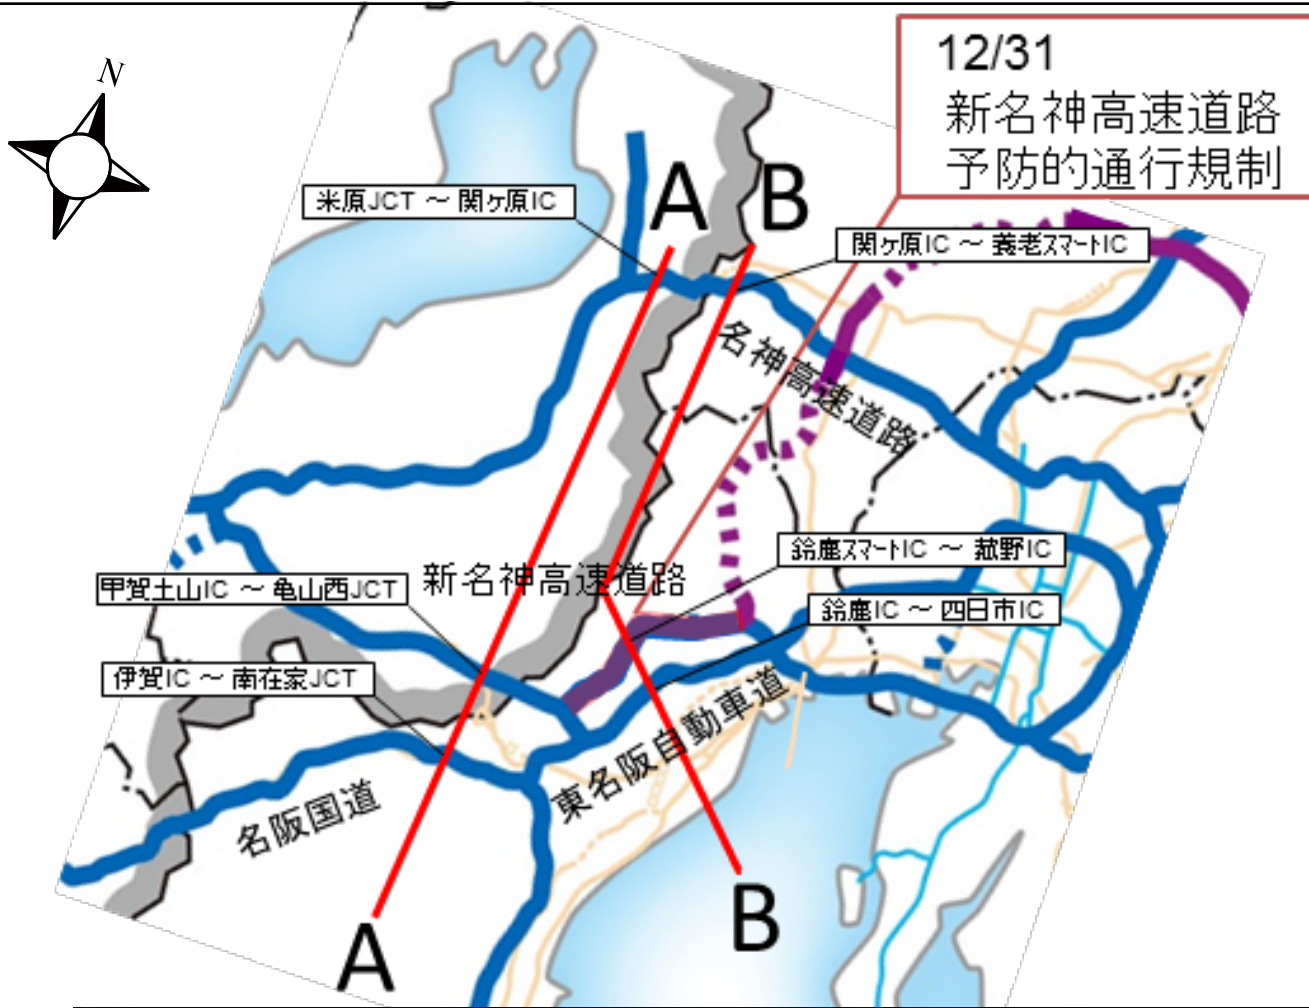 N
12/31
新名神高速道路
予防的通行規制
米原JCT ～ 関ヶ原IC
A
B
関ヶ原IC ～ 養老スマートIC
名神高速道路
鈴鹿スマートIC ～ 菰野IC
新名神高速道路
甲賀土山IC ～ 亀山西JCT
鈴鹿IC ～ 四日市IC
伊賀IC ～ 南在家JCT
東名阪自動車道
名阪国道
B
A